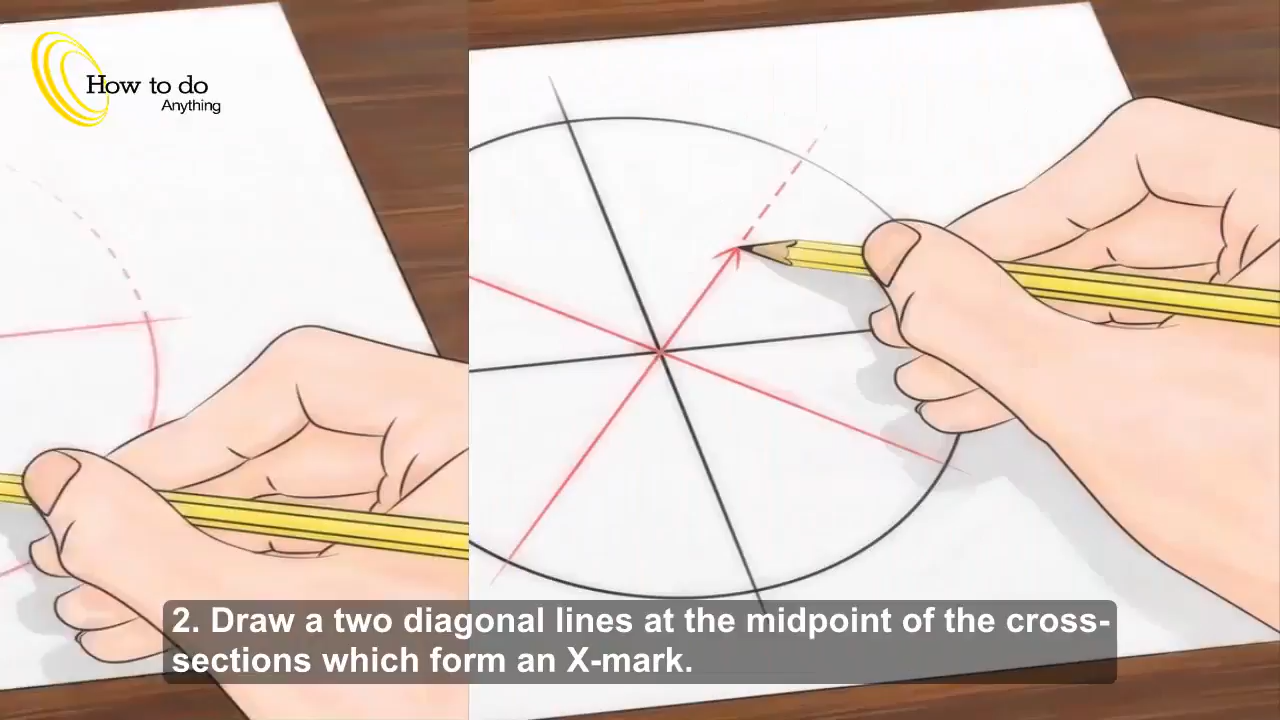 How to do
Anything
2. Draw a two diagonal lines at the midpoint of the cross-
sections which form an X-mark.